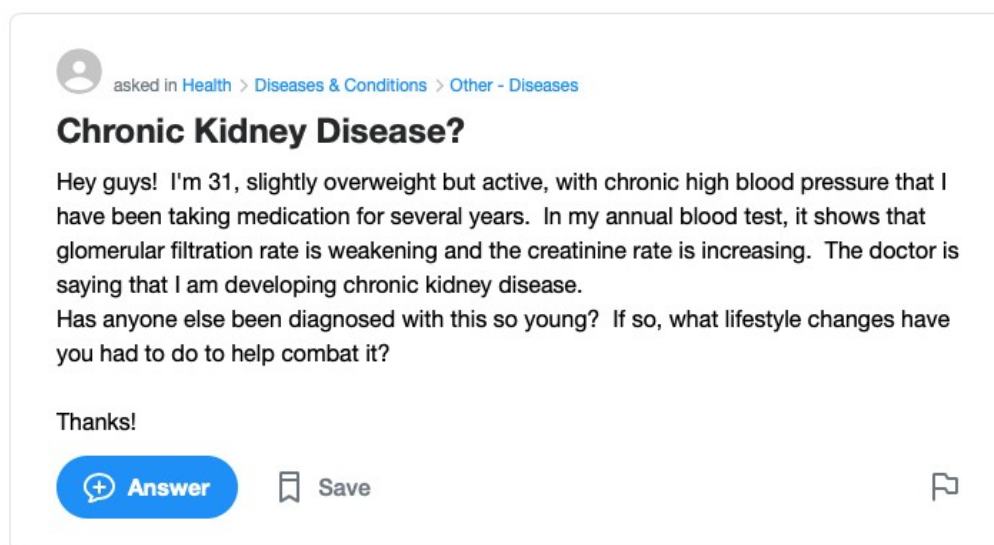 asked in Health > Diseases & Conditions > Other - Diseases
Chronic Kidney Disease?
Hey guys!  I'm 31, slightly overweight but active, with chronic high blood pressure that I
have been taking medication for several years.  In my annual blood test, it shows that
glomerular filtration rate is weakening and the creatinine rate is increasing.  The doctor is
saying that I am developing chronic kidney disease.
Has anyone else been diagnosed with this so young?  If so, what lifestyle changes have
you had to do to help combat it?
Thanks!
Answer Save